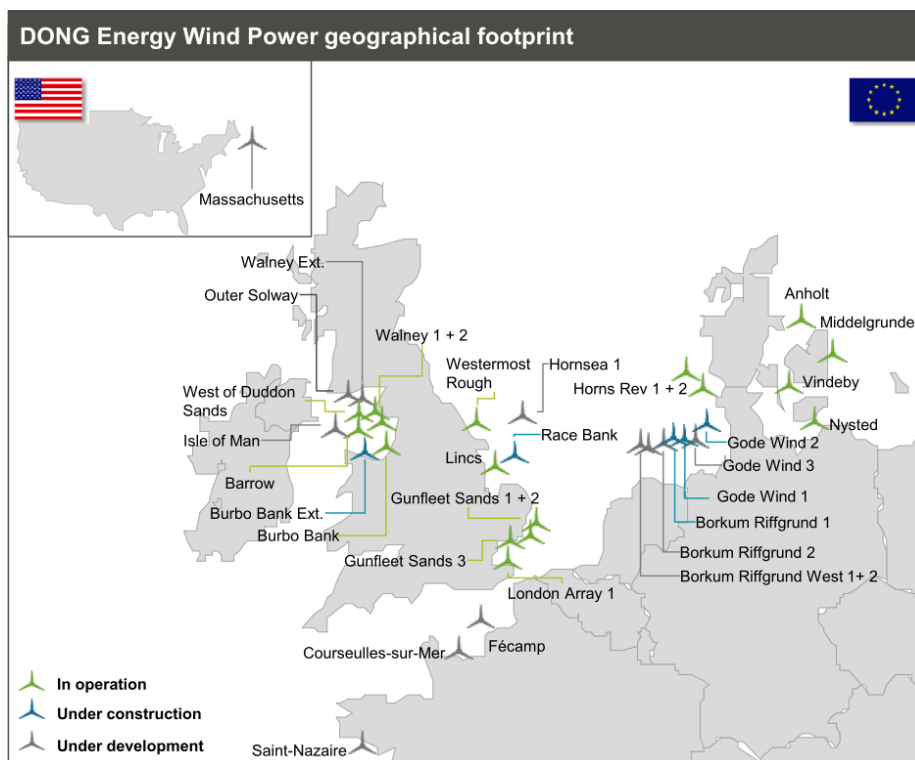 DONG Energy Wind Power geographical footprint
Massachusetts
Walney Ext.
Outer Solway
Walney 1 + 2
West of Duddon
Sands
Isle of Man
Barrow
Burbo Bank Ext.
Burbo Bank
Westermost
Rough
Hornsea 1
Race Bank
Lincs
Gunfleet Sands 1 + 2
Gunfleet Sands 3
London Array 1
Anholt
Middelgrunden
Horns Rev 1 + 2
Vindeby
Nysted
Gode Wind 2
Gode Wind 3
Gode Wind 1
Borkum Riffgrund 1
Borkum Riffgrund 2
Borkum Riffgrund West 1+ 2
Fécamp
Courseulles-sur-Mer
Saint-Nazaire
In operation
Under construction
Under development